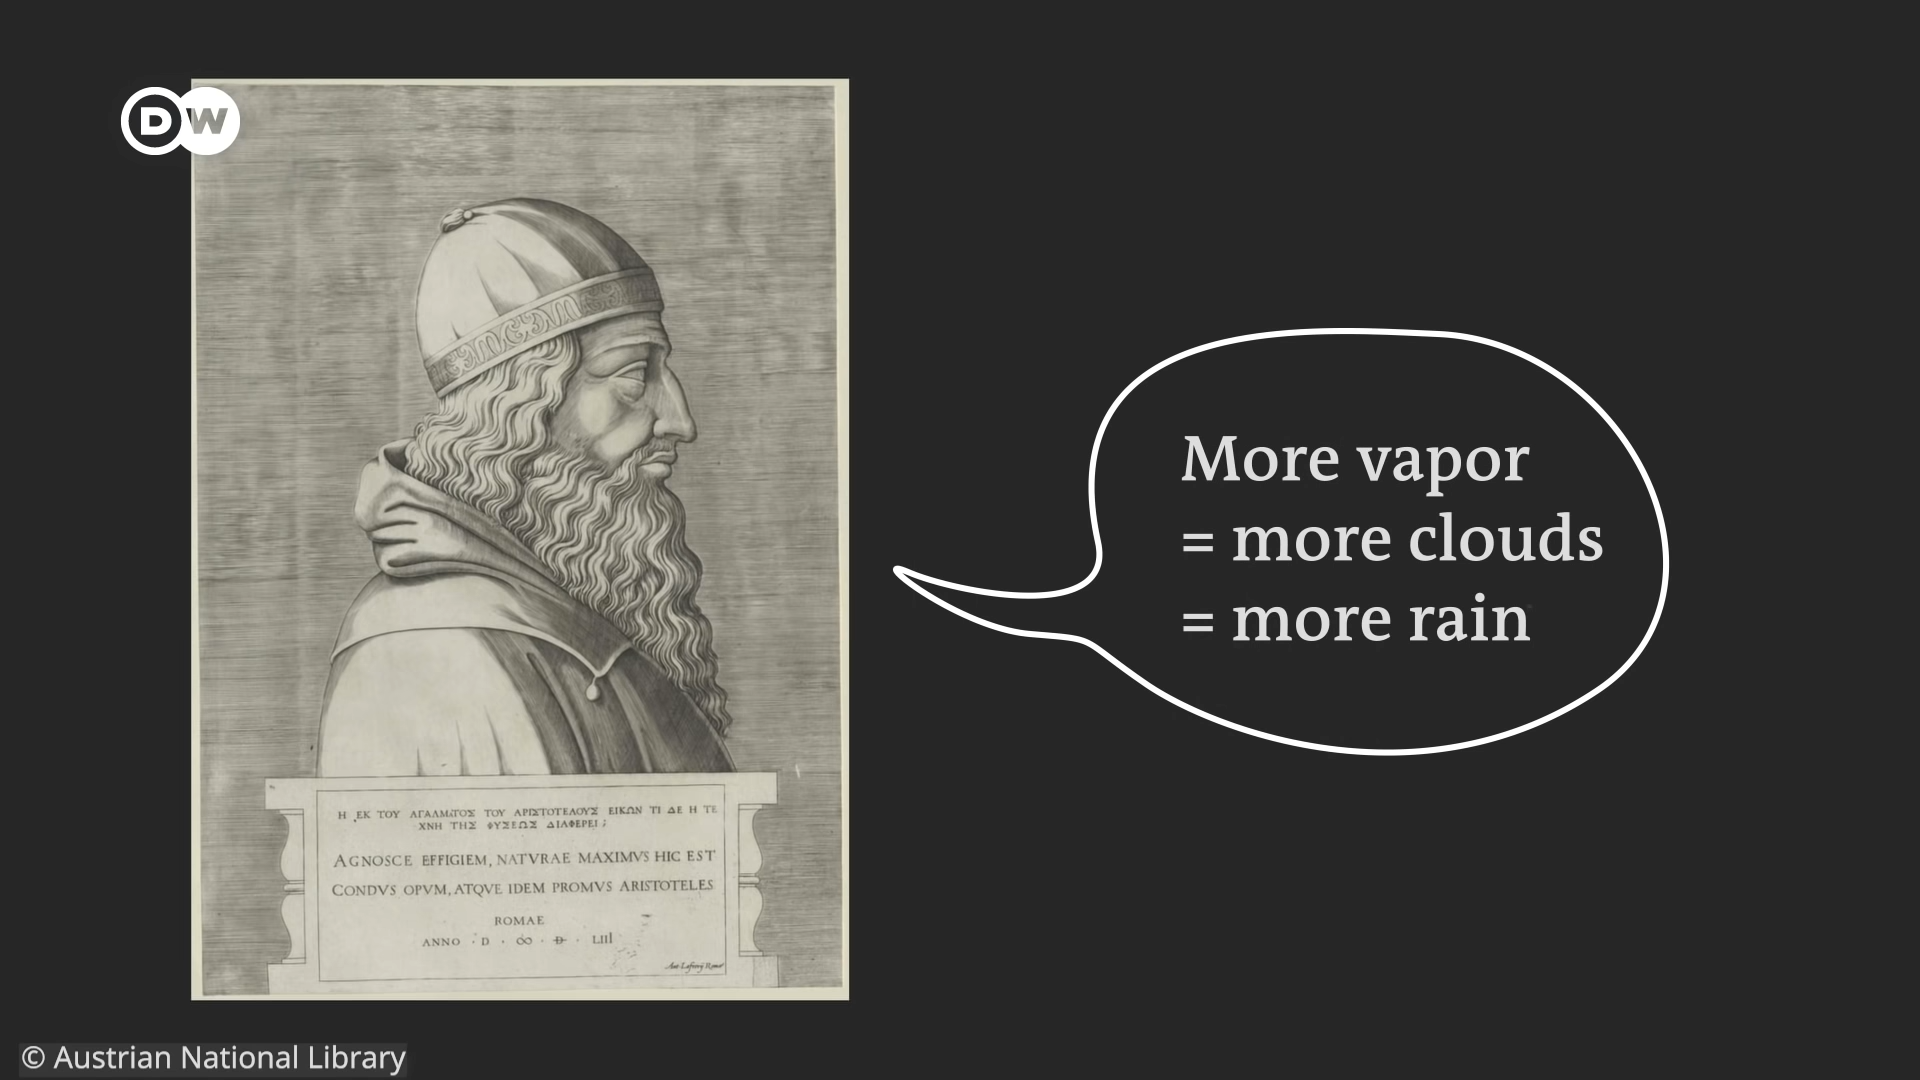 DW
More vapor
= more clouds
= more rain
Η ΕΚ ΤΟΥ ΑΓΑΛΜΑΤΟΣ ΤΟΥ ΑΡΙΣΤΟΤΕΛΟΥΣ ΕΙΚΩΝ ΤΙ ΔΕ Η ΤΕ
ΧΝΗ ΤΗΣ ΦΥΣΕΩΣ ΔΙΑΦΕΡΕΙ ;
AGNOSCE EFFIGIEM, NATVRAE MAXIMVS HIC EST
CONDVS OPVM, ATQVE IDEM PROMVS ARISTOTELES
ROMAE
ANNO · D · ∞ · D · LIII
© Austrian National Library